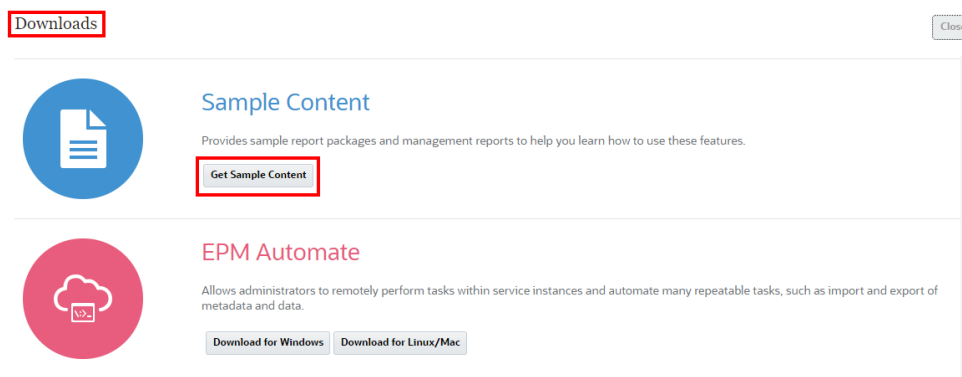 Downloads
Clos
Sample Content
Provides sample report packages and management reports to help you learn how to use these features.
Get Sample Content
EPM Automate
Allows administrators to remotely perform tasks within service instances and automate many repeatable tasks, such as import and export of
metadata and data.
Download for Windows Download for Linux/Mac